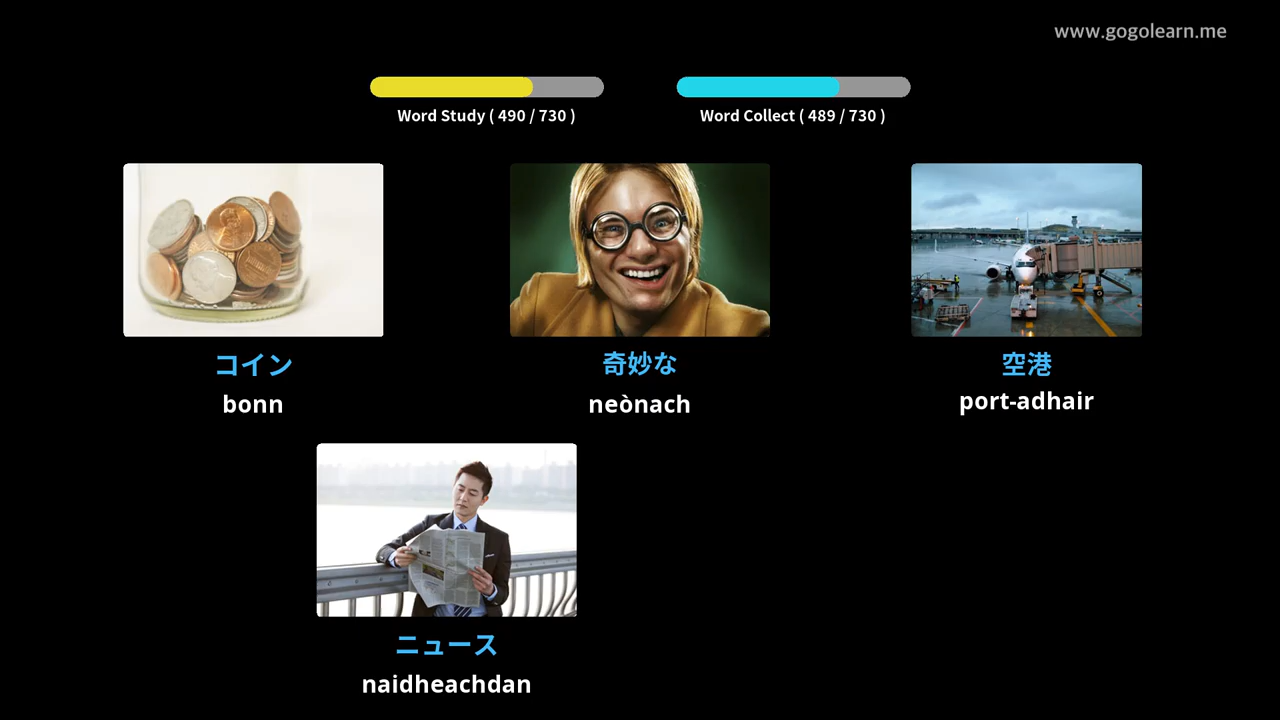 www.gogolearn.me
Word Study ( 490 / 730 )
Word Collect ( 489 / 730 )
コイン
bonn
奇妙な
neònach
空港
port-adhair
ニュース
naidheachdan